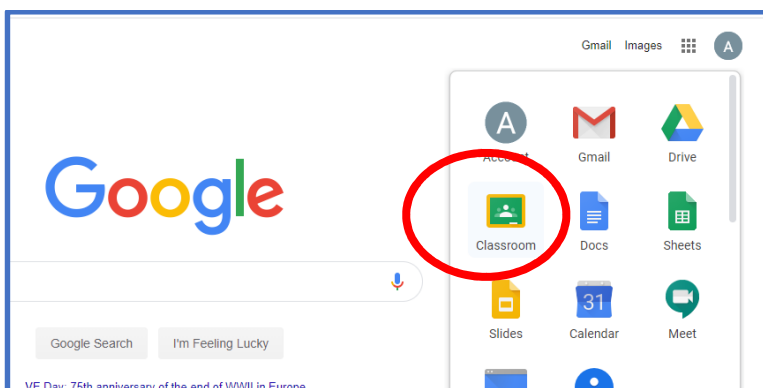 Gmail Images A
A
Account Gmail Drive
Google
Classroom Docs Sheets
31
Slides Calendar Meet
Google Search I'm Feeling Lucky
VE Day: 75th anniversary of the end of WWII in Europe